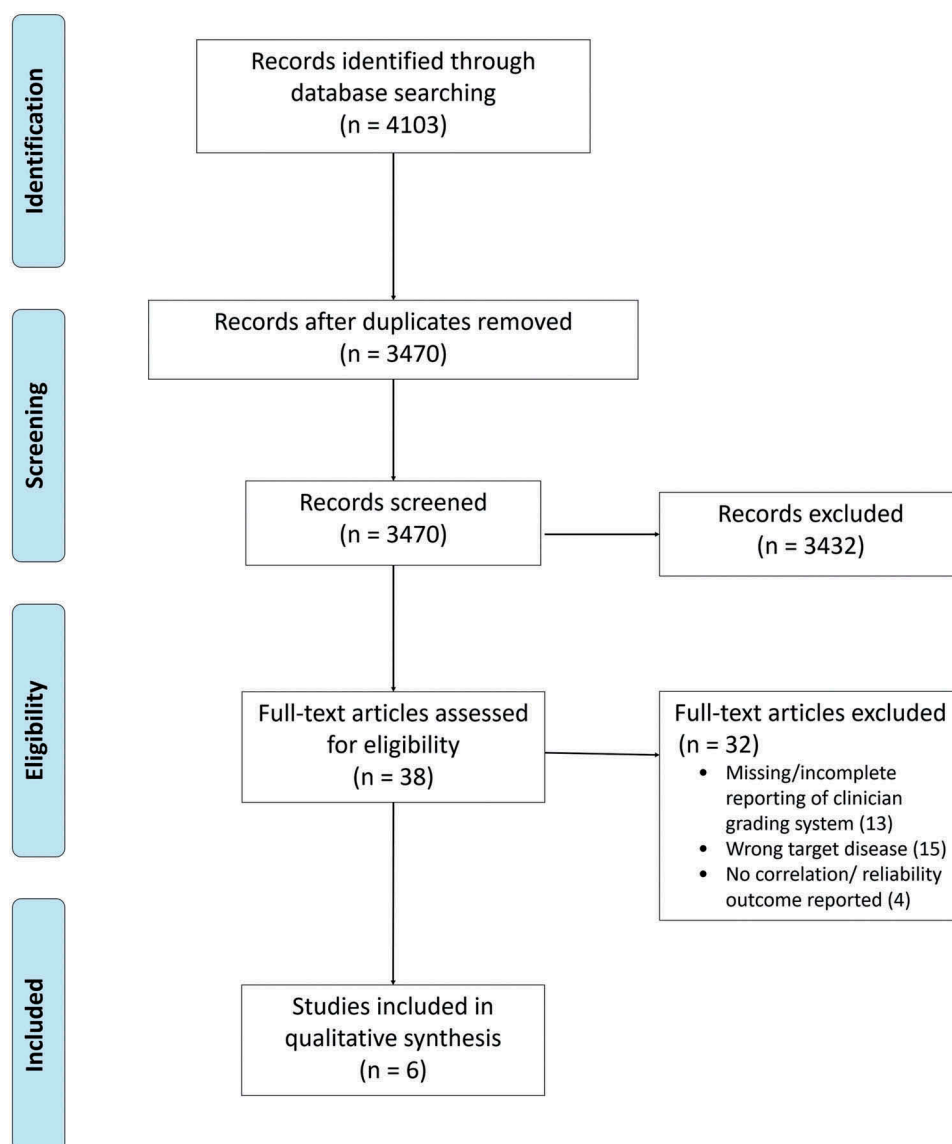 Identification
Records identified through
database searching
(n = 4103)
Screening
Records after duplicates removed
(n = 3470)
Records screened
(n = 3470)
Records excluded
(n = 3432)
Eligibility
Full-text articles assessed
for eligibility
(n = 38)
Full-text articles excluded
(n = 32)
• Missing/incomplete
reporting of clinician
grading system (13)
• Wrong target disease (15)
• No correlation/ reliability
outcome reported (4)
Included
Studies included in
qualitative synthesis
(n = 6)